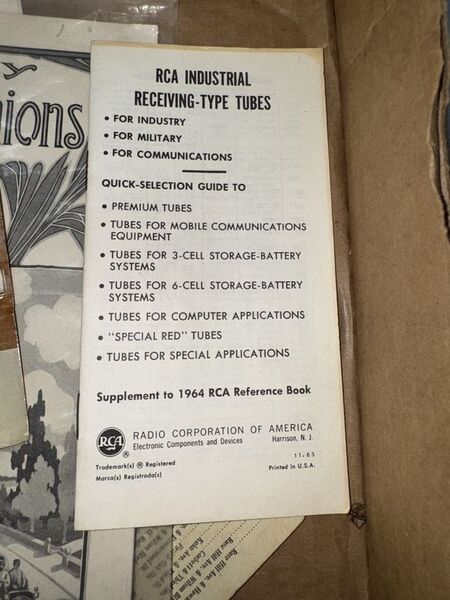 Y
ions
RCA INDUSTRIAL
RECEIVING-TYPE TUBES
• FOR INDUSTRY
• FOR MILITARY
• FOR COMMUNICATIONS
QUICK-SELECTION GUIDE TO
• PREMIUM TUBES
• TUBES FOR MOBILE COMMUNICATIONS
EQUIPMENT
• TUBES FOR 3-CELL STORAGE-BATTERY
SYSTEMS
• TUBES FOR 6-CELL STORAGE-BATTERY
SYSTEMS
• TUBES FOR COMPUTER APPLICATIONS
• "SPECIAL RED" TUBES
• TUBES FOR SPECIAL APPLICATIONS
Supplement to 1964 RCA Reference Book
RCA ®
RADIO CORPORATION OF AMERICA
Electronic Components and Devices Harrison, N. J.
Trademark(s) ® Registered
Marca(s) Registrada(s)
11-63
Printed in U.S.A.